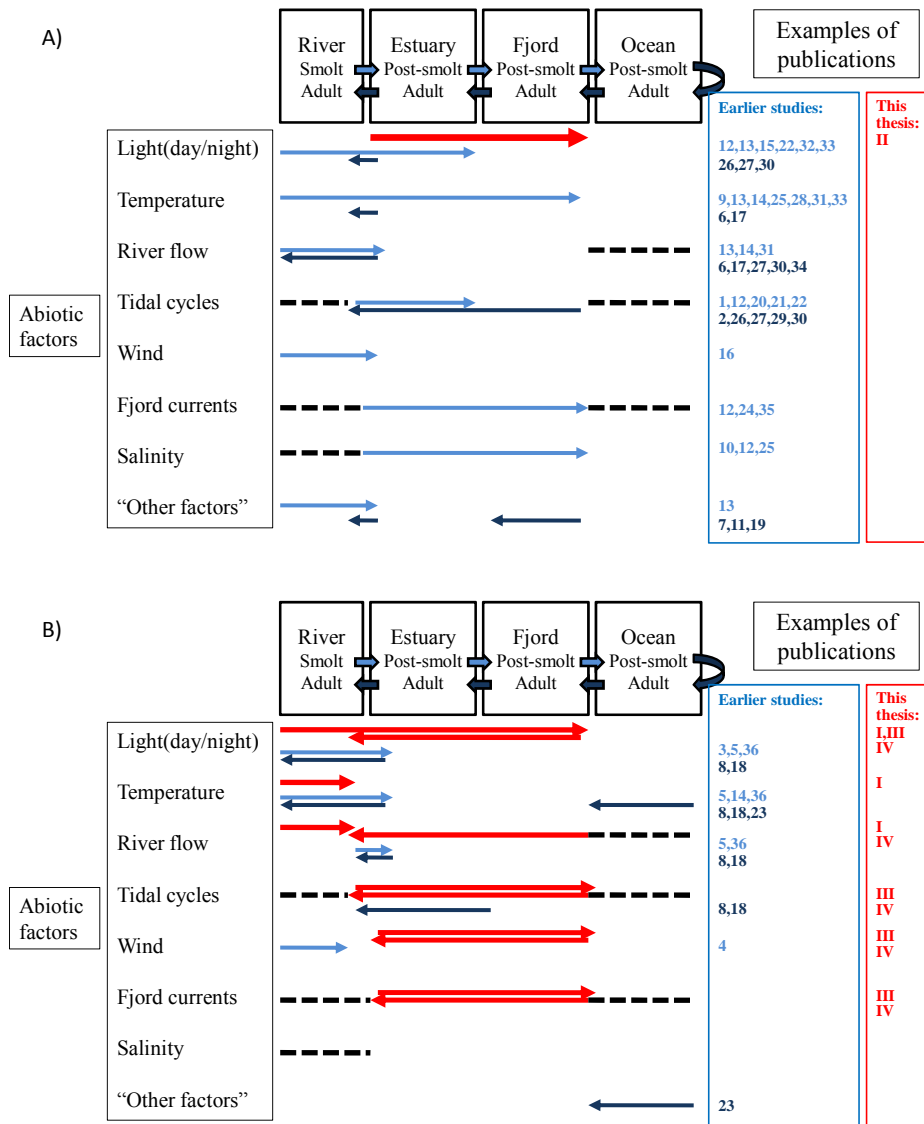 A)
River
Smolt
Adult
Estuary
Post-smolt
Adult
Fjord
Post-smolt
Adult
Ocean
Post-smolt
Adult
Examples of
publications
Earlier studies:
This
thesis:
II
Abiotic
factors
Light(day/night)
12,13,15,22,32,33
26,27,30
Temperature
9,13,14,25,28,31,33
6,17
River flow
13,14,31
6,17,27,30,34
Tidal cycles
1,12,20,21,22
2,26,27,29,30
Wind
16
Fjord currents
12,24,35
Salinity
10,12,25
“Other factors”
13
7,11,19
B)
River
Smolt
Adult
Estuary
Post-smolt
Adult
Fjord
Post-smolt
Adult
Ocean
Post-smolt
Adult
Examples of
publications
Earlier studies:
This
thesis:
Abiotic
factors
Light(day/night)
3,5,36
8,18
I,III
IV
Temperature
5,14,36
8,18,23
I
River flow
5,36
8,18
I
IV
Tidal cycles
8,18
III
IV
Wind
4
III
IV
Fjord currents
III
IV
Salinity
“Other factors”
23